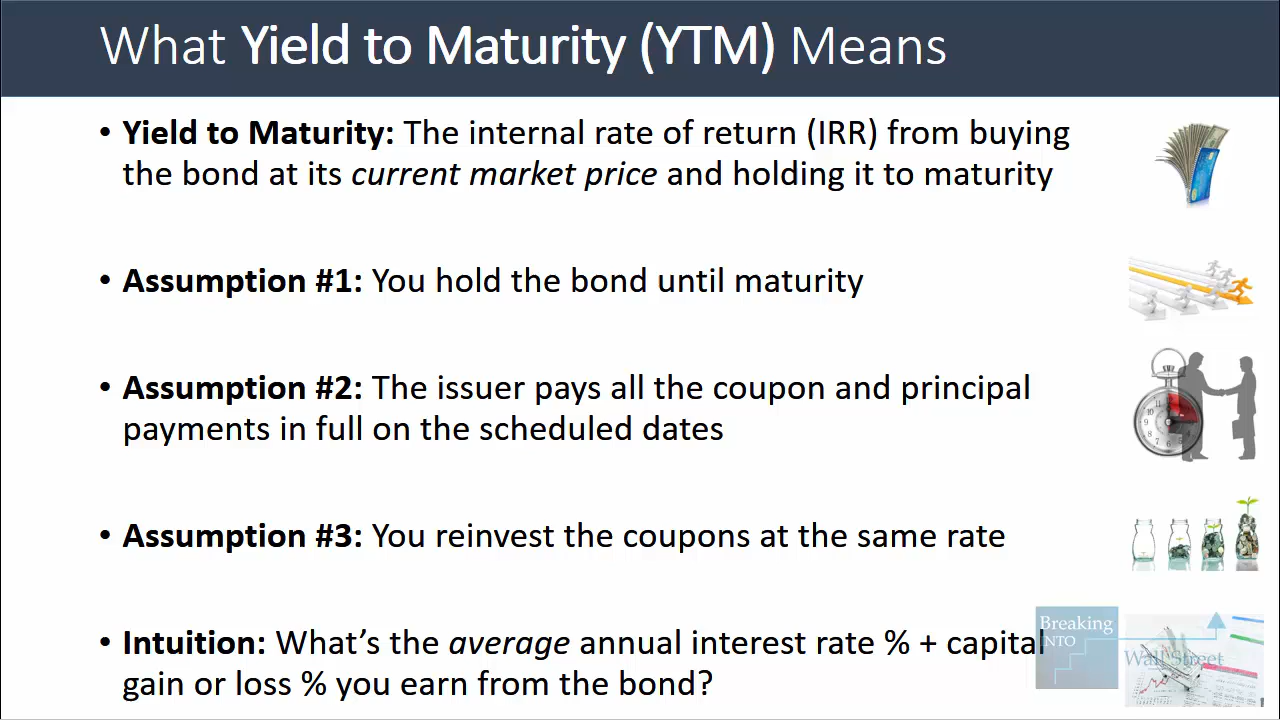 What Yield to Maturity (YTM) Means
• Yield to Maturity: The internal rate of return (IRR) from buying
the bond at its current market price and holding it to maturity
• Assumption #1: You hold the bond until maturity
• Assumption #2: The issuer pays all the coupon and principal
payments in full on the scheduled dates
• Assumption #3: You reinvest the coupons at the same rate
• Intuition: What's the average annual interest rate % + capital
gain or loss % you earn from the bond?
Breaking
INTO
Wall Street